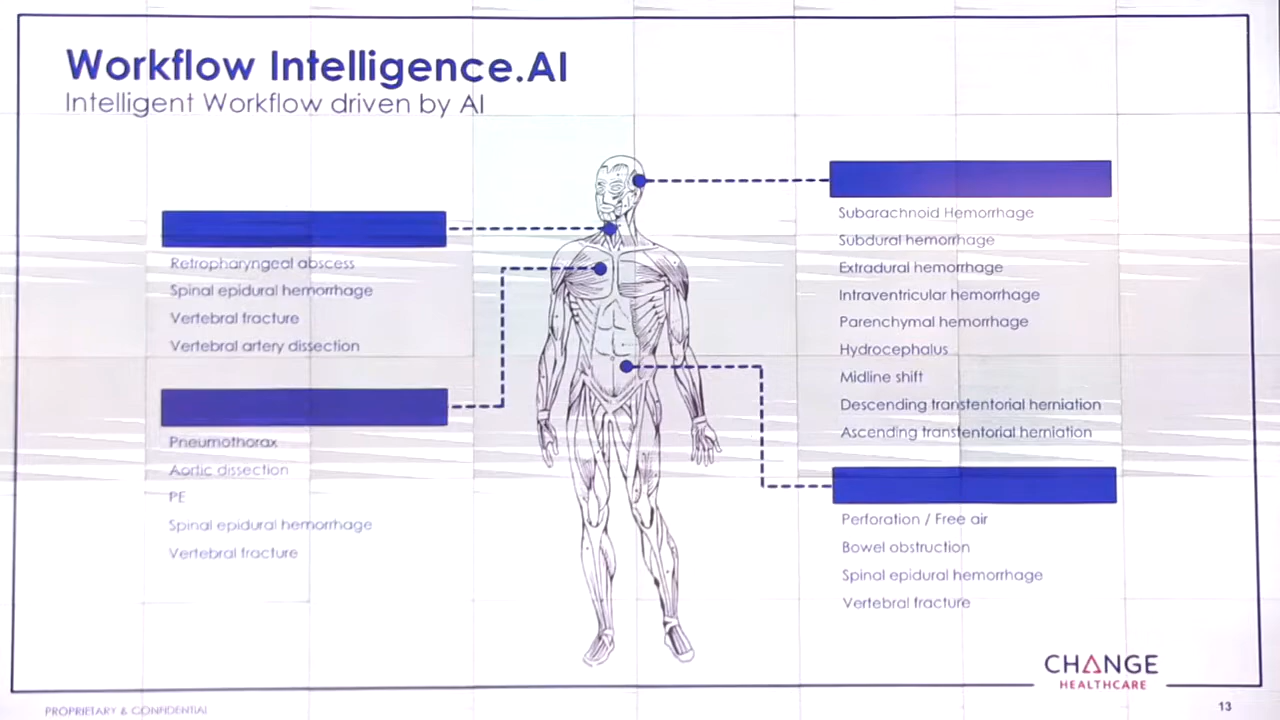 Workflow Intelligence.AI
Intelligent Workflow driven by AI
Retropharyngeal abscess
Spinal epidural hemorrhage
Vertebral fracture
Vertebral artery dissection
Pneumothorax
Aortic dissection
PE
Spinal epidural hemorrhage
Vertebral fracture
Subarachnoid Hemorrhage
Subdural hemorrhage
Extradural hemorrhage
Intraventricular hemorrhage
Parenchymal hemorrhage
Hydrocephalus
Midline shift
Descending transtentorial herniation
Ascending transtentorial herniation
Perforation / Free air
Bowel obstruction
Spinal epidural hemorrhage
Vertebral fracture
CHANGE
HEALTHCARE
PROPRIETARY & CONFIDENTIAL
13